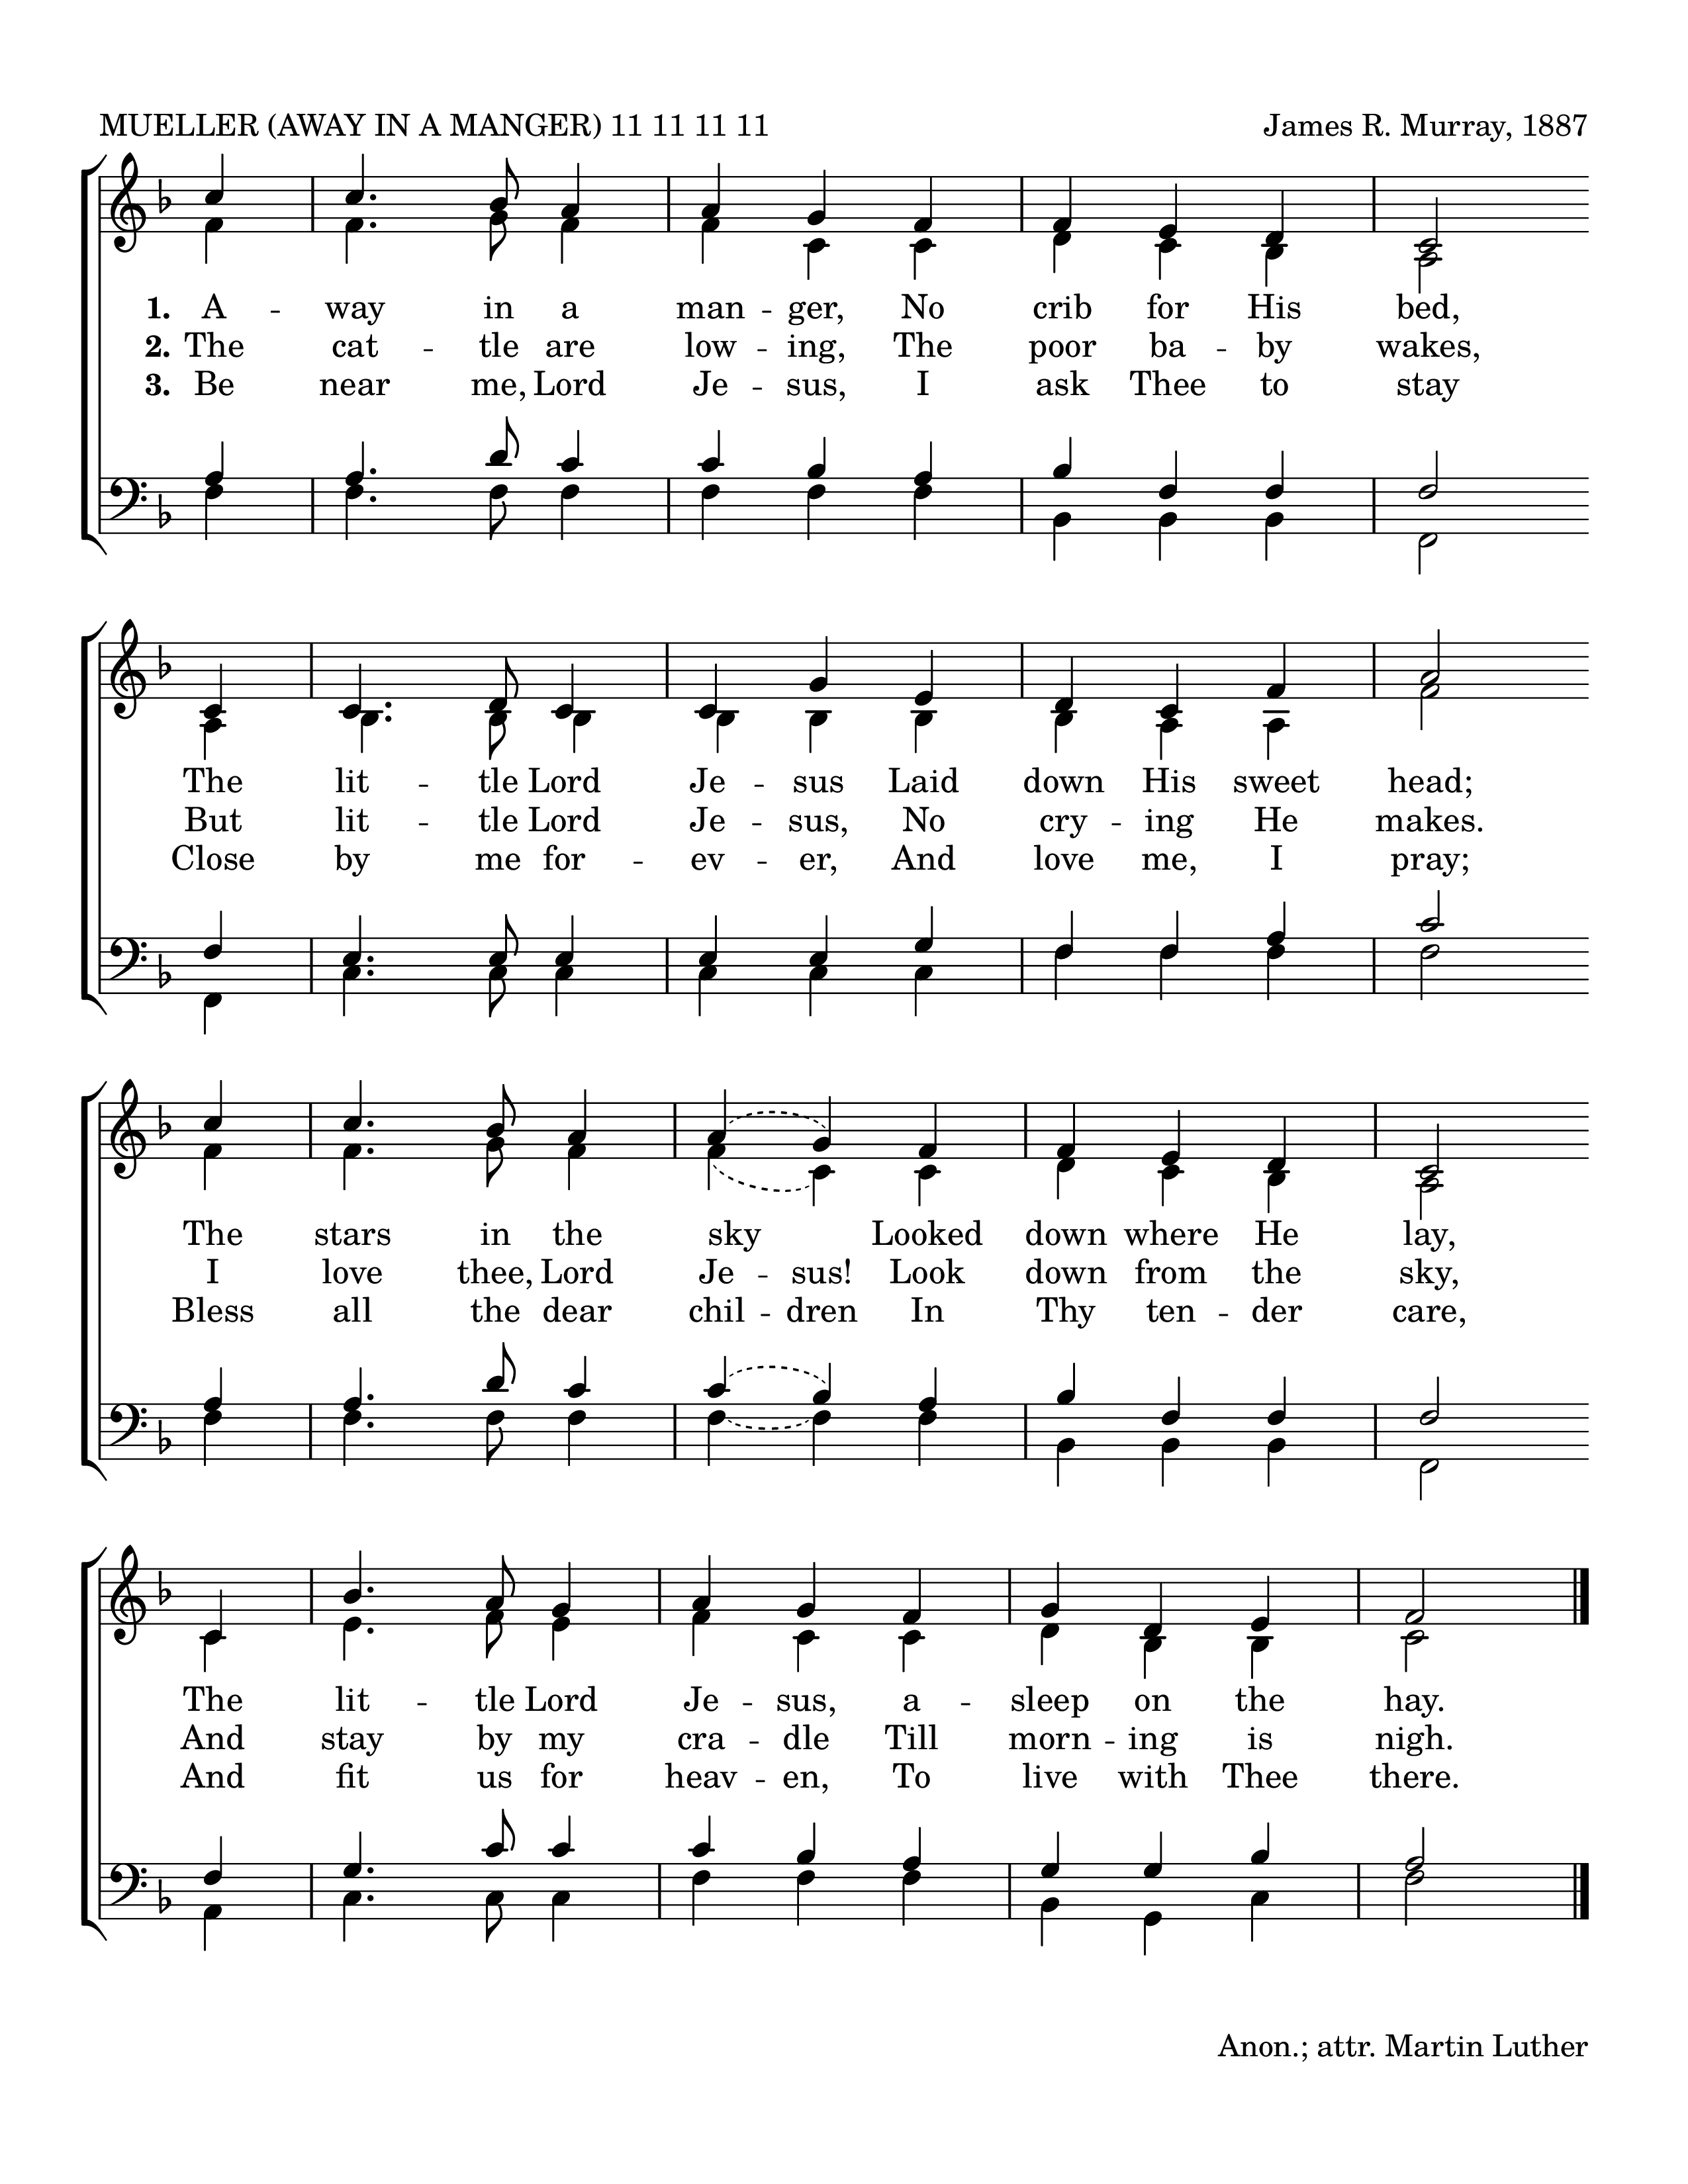 MUELLER (AWAY IN A MANGER) 11 11 11 11 James R. Murray, 1887
1. A -- way in a man -- ger, No crib for His bed,
2. The cat -- tle are low -- ing, The poor ba -- by wakes,
3. Be near me, Lord Je -- sus, I ask Thee to stay
The lit -- tle Lord Je -- sus Laid down His sweet head;
But lit -- tle Lord Je -- sus, No cry -- ing He makes.
Close by me for -- ev -- er, And love me, I pray;
The stars in the sky Looked down where He lay,
I love thee, Lord Je -- sus! Look down from the sky,
Bless all the dear chil -- dren In Thy ten -- der care,
The lit -- tle Lord Je -- sus, a -- sleep on the hay.
And stay by my cra -- dle Till morn -- ing is nigh.
And fit us for heav -- en, To live with Thee there.
Anon.; attr. Martin Luther